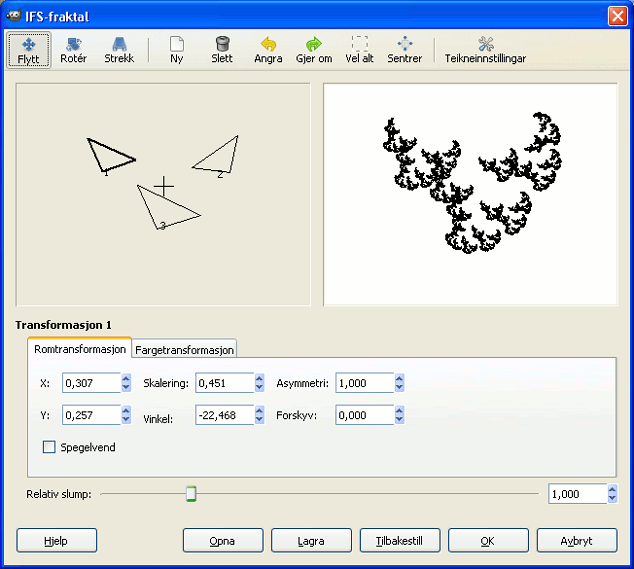 IFS-fraktal
Flytt Rotér Strekk Ny Slett Angra Gjer om Vel alt Sentrer Teikneinnstillingar
1 2
3
Transformasjon 1
Romtransformasjon Fargetransformasjon
X: 0,307 Skalering: 0,451 Asymmetri: 1,000
Y: 0,257 Vinkel: -22,468 Forskyv: 0,000
Spegelvend
Relativ slump: 1,000
Hjelp Opna Lagra Tilbakestill OK Avbryt